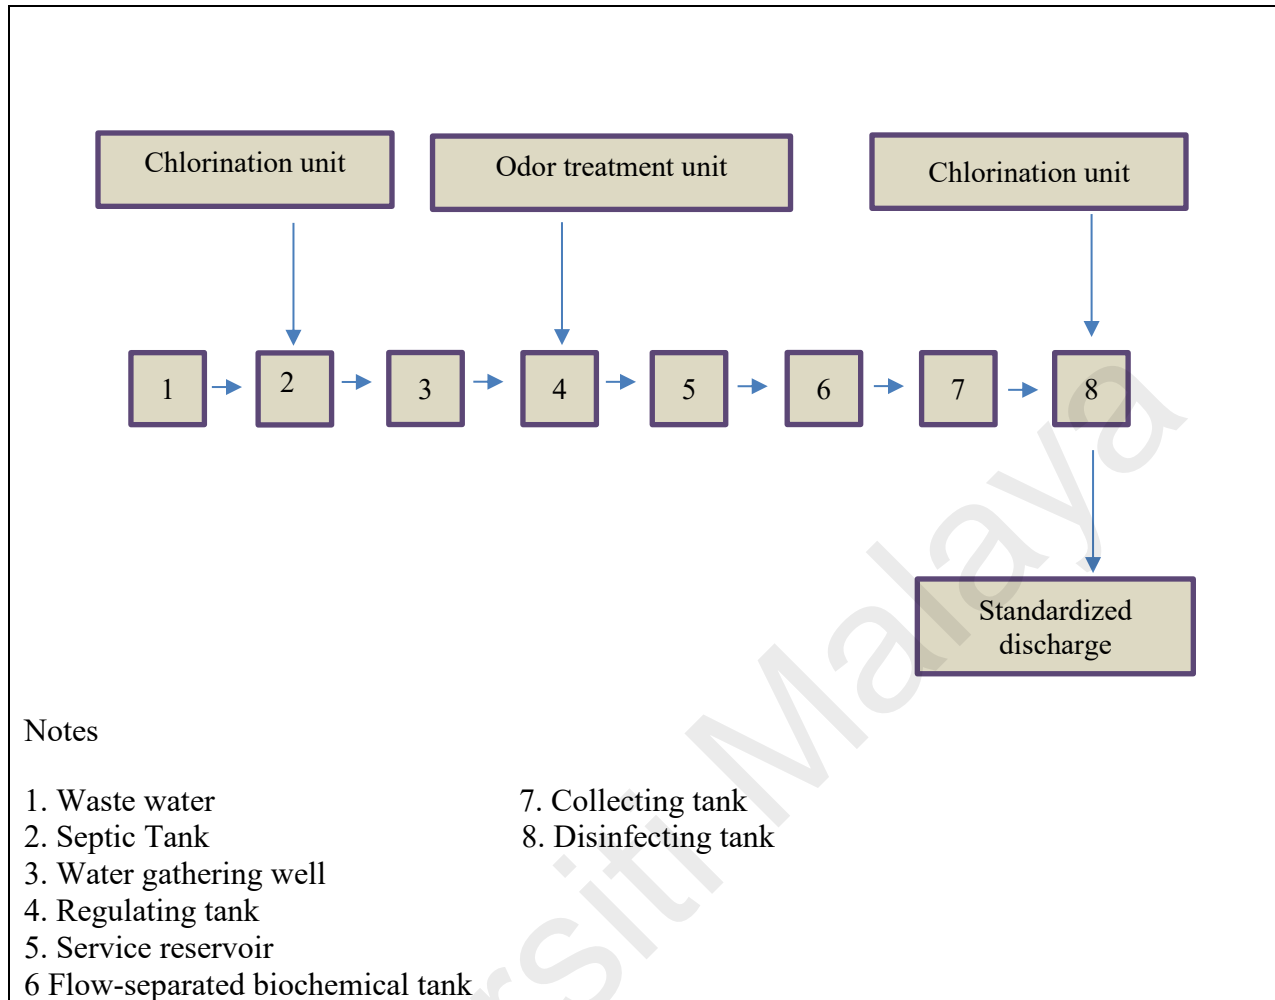 Chlorination unit
Odor treatment unit
Chlorination unit
1
2
3
4
5
6
7
8
Standardized
discharge
Notes
1. Waste water
2. Septic Tank
3. Water gathering well
4. Regulating tank
5. Service reservoir
6 Flow-separated biochemical tank
7. Collecting tank
8. Disinfecting tank
rsiti Malaya